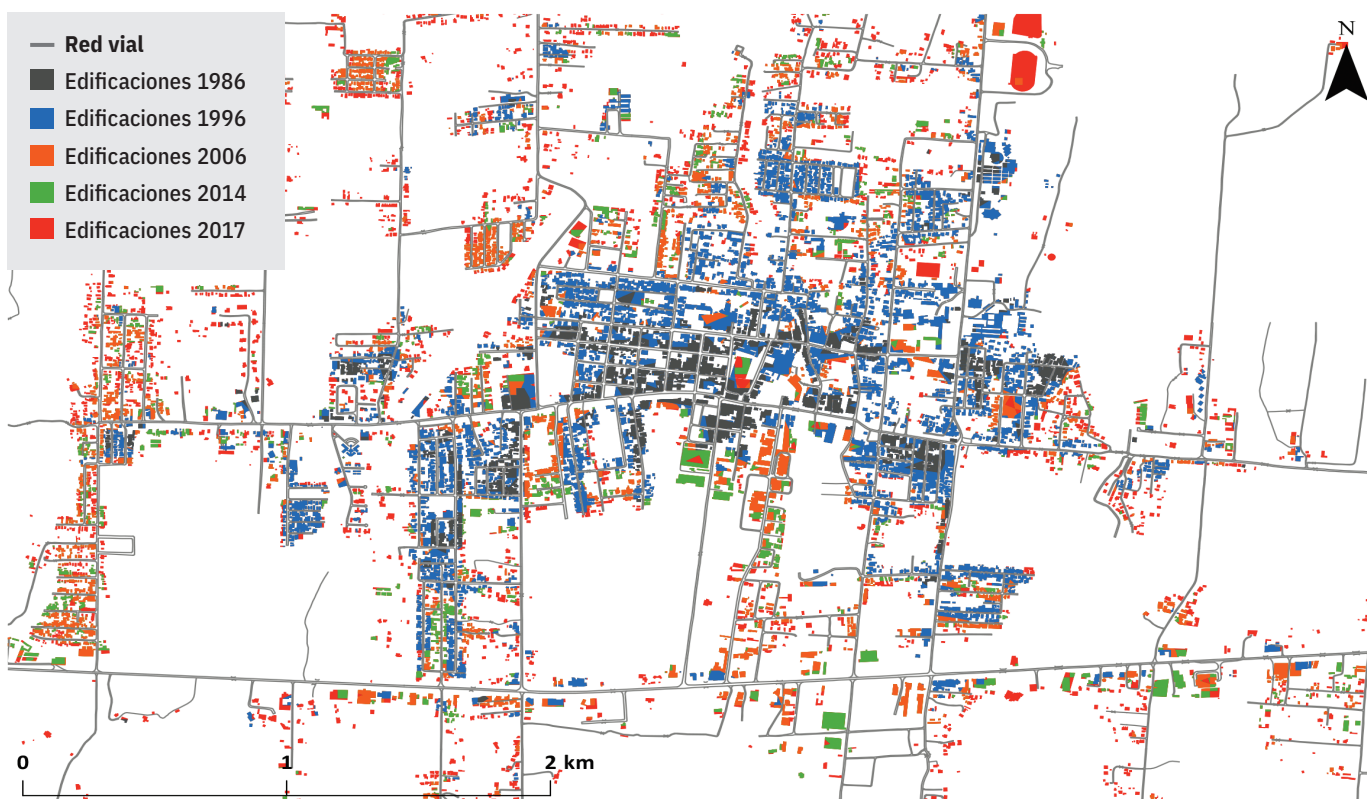 Red vial
Edificaciones 1986
Edificaciones 1996
Edificaciones 2006
Edificaciones 2014
Edificaciones 2017
N
0 1 2 km